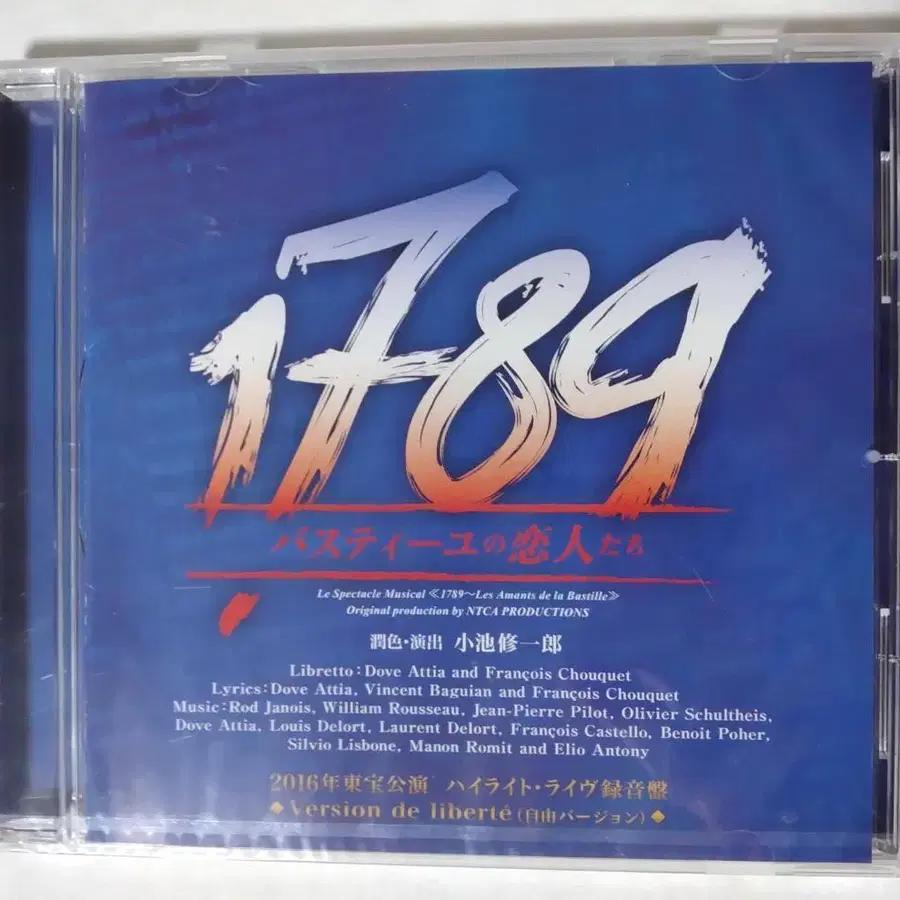 1789
バスティーユの恋人たち
Le Spectacle Musical ≪1789〜Les Amants de la Bastille≫
Original production by NTCA PRODUCTIONS
潤色・演出 小池修一郎
Libretto:Dove Attia and François Chouquet
Lyrics:Dove Attia, Vincent Baguian and François Chouquet
Music:Rod Janois, William Rousseau, Jean-Pierre Pilot, Olivier Schultheis,
Dove Attia, Louis Delort, Laurent Delort, François Castello, Benoit Poher,
Silvio Lisbone, Manon Romit and Elio Antony
2016年東宝公演 ハイライト・ライヴ録音盤
◆Version de liberté(自由バージョン)◆